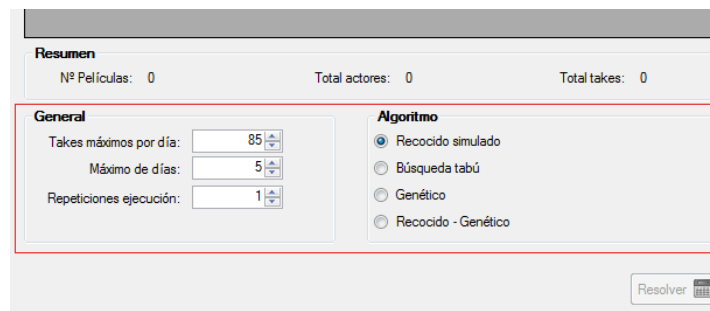 Resumen
Nº Películas: 0 Total actores: 0 Total takes: 0
General
Takes máximos por día: 85
Máximo de días: 5
Repeticiones ejecución: 1
Algoritmo
Recocido simulado
Búsqueda tabú
Genético
Recocido - Genético
Resolver